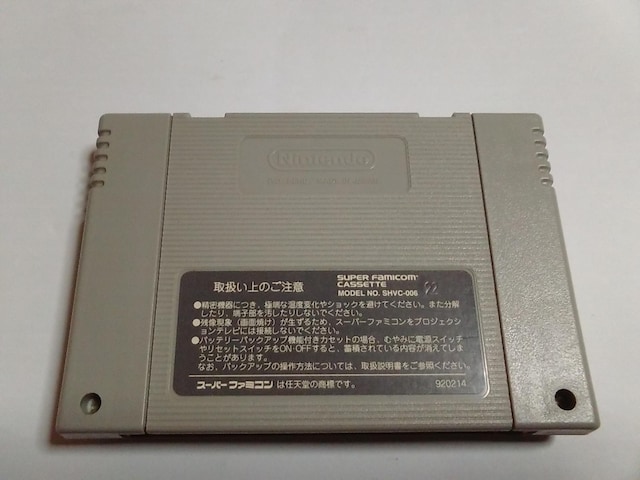 Nintendo
取扱い上のご注意
SUPER FAMICOM
CASSETTE
MODEL NO. SHVC-006
22
●精密機器につき、極端な温度変化やショックを避けてください。また分解
したり、端子部を汚したりしないでください。
●残像現象（画面焼け）が生ずるため、スーパーファミコンをプロジェクシ
ョンテレビには接続しないでください。
●バッテリーバックアップ機能付きカセットの場合、むやみに電源スイッチ
やリセットスイッチをON・OFFすると、蓄積されている内容が消えてしま
うことがあります。
なお、バックアップの操作方法については、取扱説明書をご参照ください。
スーパーファミコン は任天堂の商標です。
920214